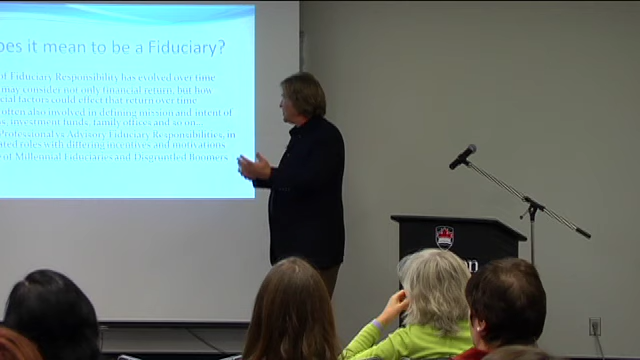 oes it mean to be a Fiduciary?
of Fiduciary Responsibility has evolved over time
may consider not only financial return, but how
cial factors could effect that return over time
often also involved in defining mission and intent of
s, investment funds, family offices and so on
Professional vs Advisory Fiduciary Responsibilities, in
ted roles with differing incentives and motivations
e of Millennial Fiduciaries and Disgruntled Boomers